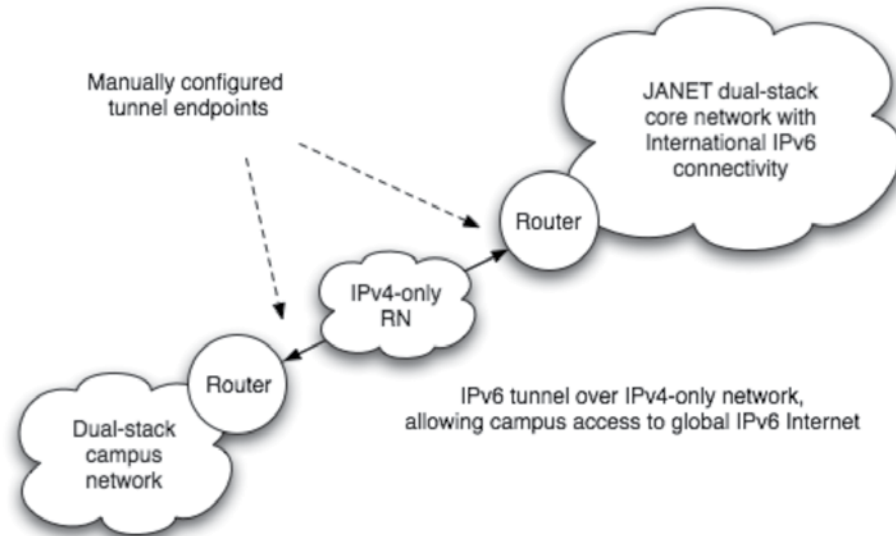 Manually configured
tunnel endpoints
JANET dual-stack
core network with
International IPv6
connectivity
Router
IPv4-only
RN
Router
IPv6 tunnel over IPv4-only network,
allowing campus access to global IPv6 Internet
Dual-stack
campus
network